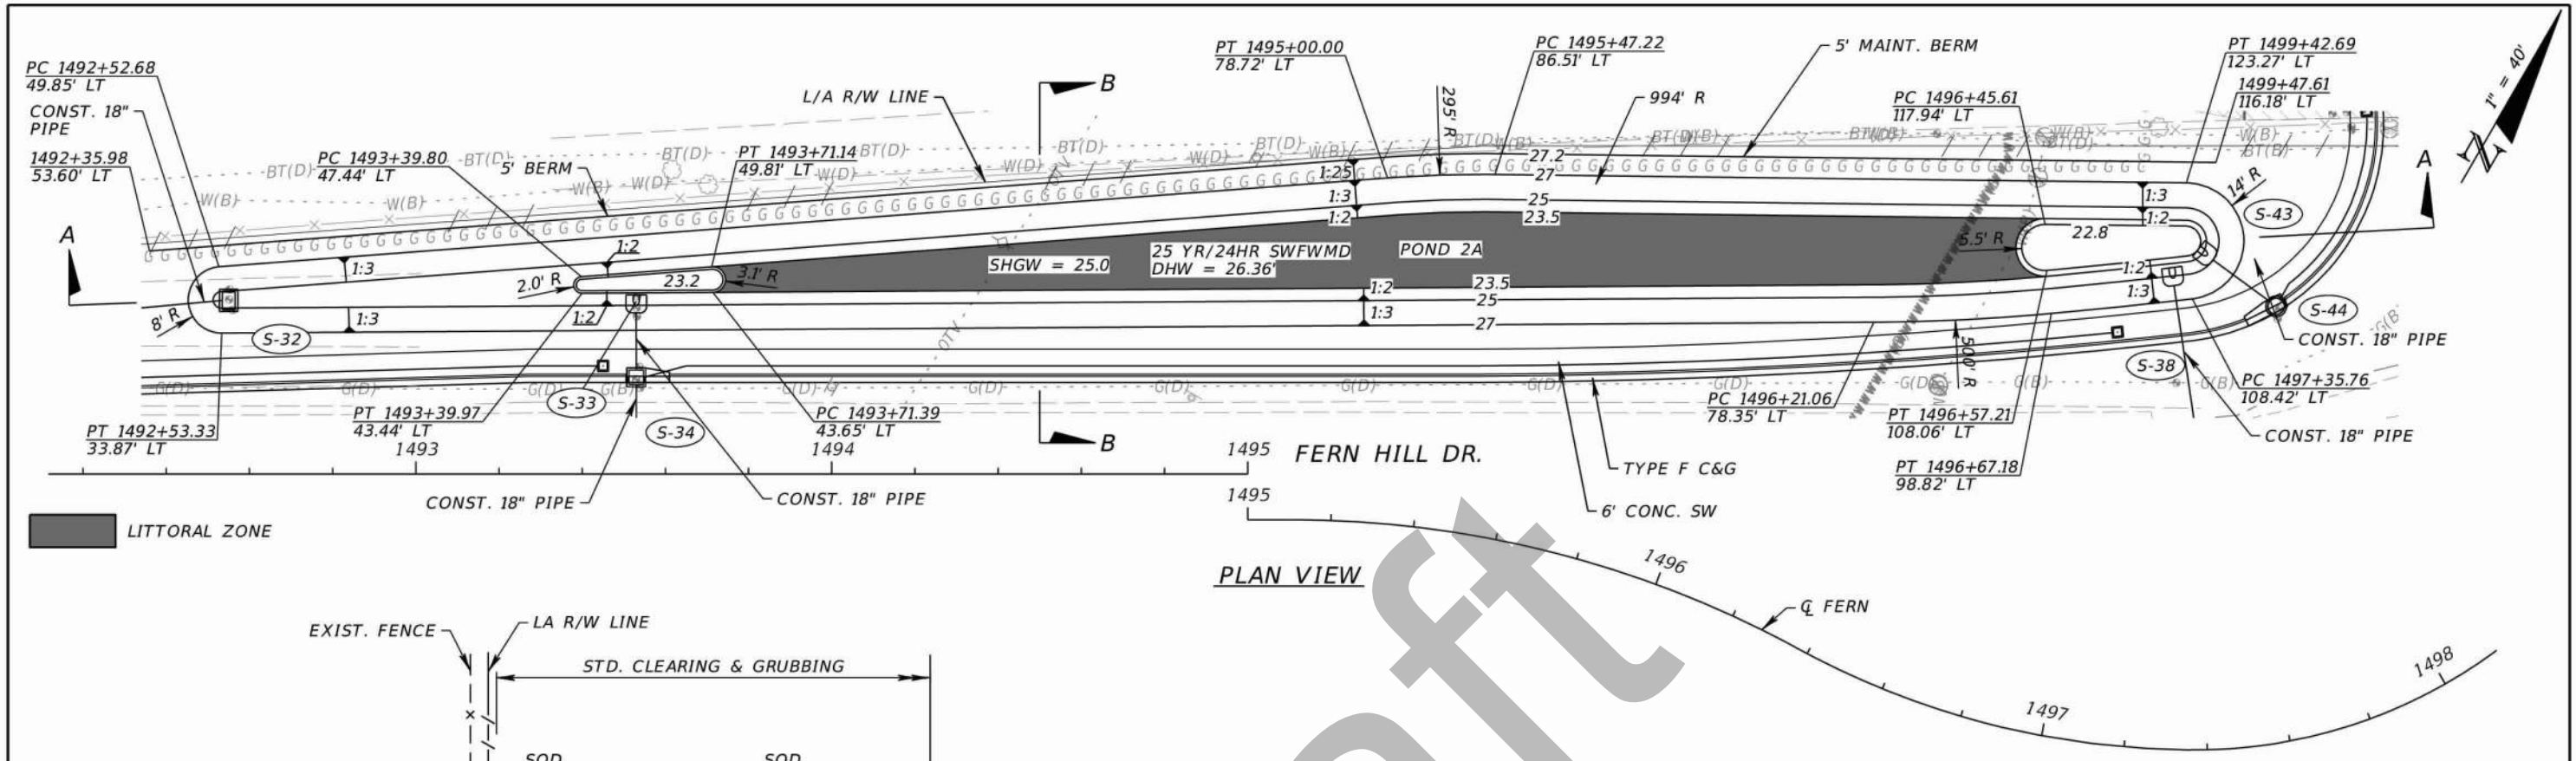 PC 1492+52.68
49.85' LT
CONST. 18"
PIPE
1492+35.98
53.60' LT
PC 1493+39.80
47.44' LT
5' BERM
L/A R/W LINE
PT 1493+71.14
49.81' LT
B
PT 1495+00.00
78.72' LT
295' R
PC 1495+47.22
86.51' LT
994' R
5' MAINT. BERM
PC 1496+45.61
117.94' LT
PT 1499+42.69
123.27' LT
1499+47.61
116.18' LT
1" = 40'
N
BT(D)
BT(D)
BT(D)
BT(D)
BT(D)
BT(D)
BT(D)
BT(B)
W(B)
W(B)
W(B)
W(D)
W(D)
W(D)
W(D)
W(B)
W(B)
W(B)
W(B)
W(B)
OTV
OTV
A
A
8' R
S-32
1:3
1:3
2.0' R
1:2
1:2
23.2
3.1' R
SHGW = 25.0
25 YR/24HR SWFWMD
DHW = 26.36'
POND 2A
27.2
27
25
23.5
1:25
1:3
1:2
23.5
25
27
1:2
1:3
5.5' R
22.8
1:3
1:2
1:2
1:3
14' R
S-43
S-44
CONST. 18" PIPE
S-38
500' R
G(D)
G(D)
G(D)
G(B)
G(D)
G(D)
G(D)
G(D)
G(D)
G(D)
G(D)
G(B)
G(B)
PT 1492+53.33
33.87' LT
PT 1493+39.97
43.44' LT
S-33
S-34
PC 1493+71.39
43.65' LT
B
PC 1496+21.06
78.35' LT
PT 1496+57.21
108.06' LT
PT 1496+67.18
98.82' LT
PC 1497+35.76
108.42' LT
CONST. 18" PIPE
1493
1494
1495
FERN HILL DR.
TYPE F C&G
6' CONC. SW
CONST. 18" PIPE
CONST. 18" PIPE
LITTORAL ZONE
1495
1496
1497
1498
PLAN VIEW
℄ FERN
EXIST. FENCE
LA R/W LINE
STD. CLEARING & GRUBBING
SOD
SOD